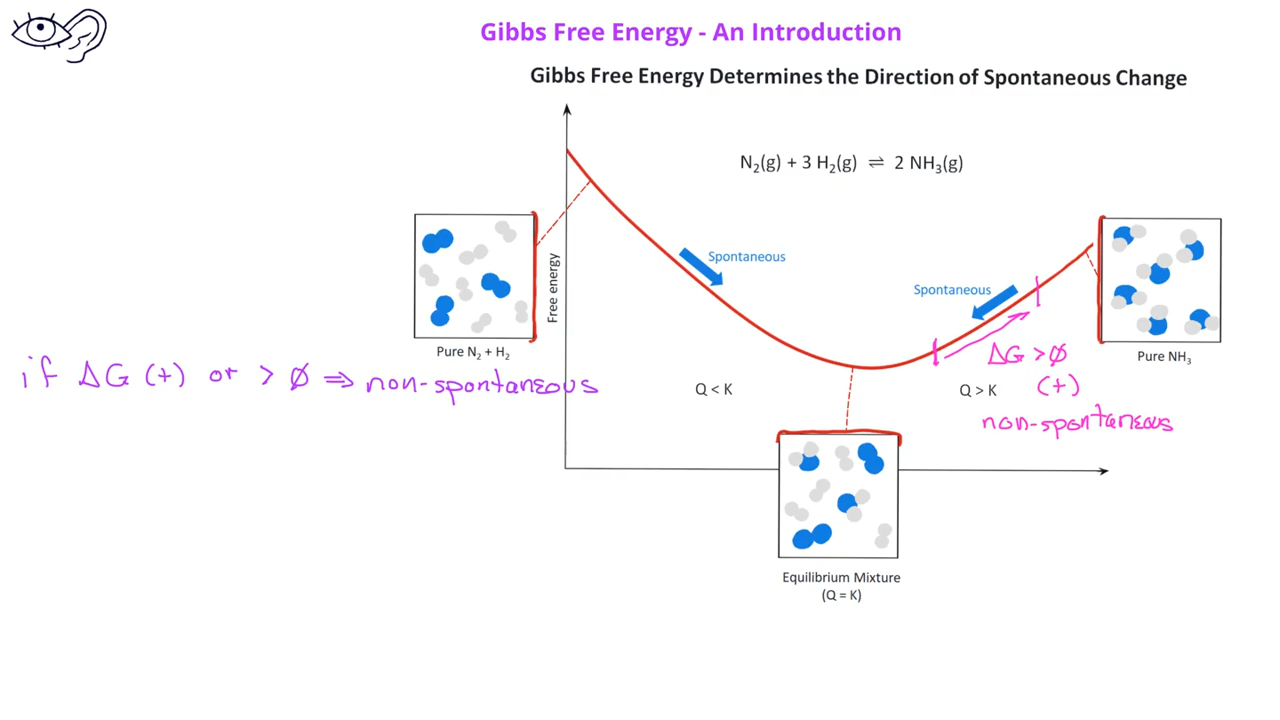 Gibbs Free Energy - An Introduction
Gibbs Free Energy Determines the Direction of Spontaneous Change
N₂(g) + 3 H₂(g) ⇌ 2 NH₃(g)
Free energy
Spontaneous
Spontaneous
Pure N₂ + H₂
Pure NH₃
if ΔG (+) or > 0 ⇒ non-spontaneous
ΔG > 0
(+)
non-spontaneous
Q < K
Q > K
Equilibrium Mixture
(Q = K)